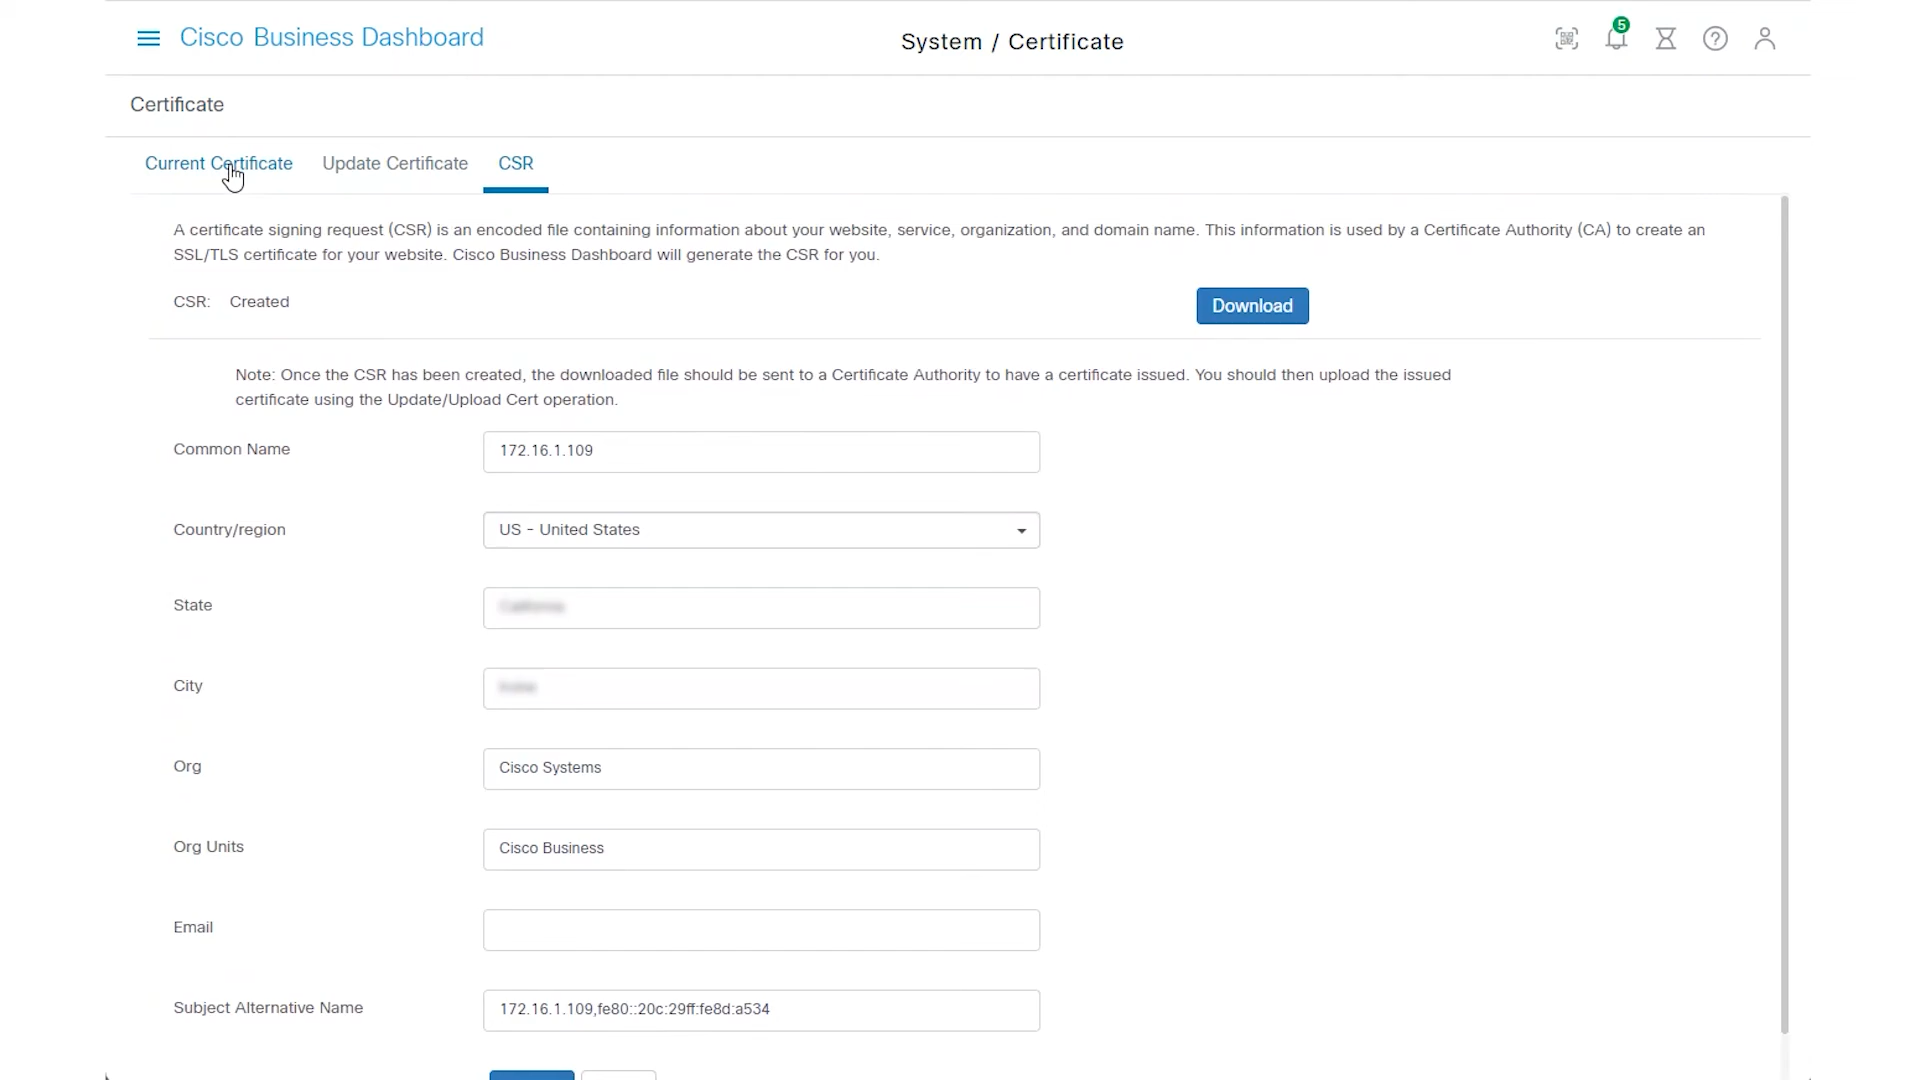 Cisco Business Dashboard
System / Certificate
5
Certificate
Current Certificate
Update Certificate
CSR
A certificate signing request (CSR) is an encoded file containing information about your website, service, organization, and domain name. This information is used by a Certificate Authority (CA) to create an
SSL/TLS certificate for your website. Cisco Business Dashboard will generate the CSR for you.
CSR: Created
Download
Note: Once the CSR has been created, the downloaded file should be sent to a Certificate Authority to have a certificate issued. You should then upload the issued
certificate using the Update/Upload Cert operation.
Common Name
172.16.1.109
Country/region
US - United States
State
City
Org
Cisco Systems
Org Units
Cisco Business
Email
Subject Alternative Name
172.16.1.109,fe80::20c:29ff:fe8d:a534